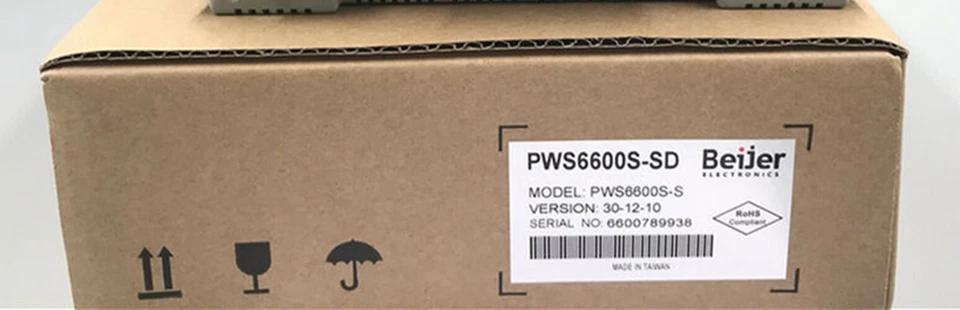 PWS6600S-SD
Beijer
ELECTRONICS
MODEL: PWS6600S-S
VERSION: 30-12-10
SERIAL NO: 6600789938
RoHS
Compliant
MADE IN TAIWAN